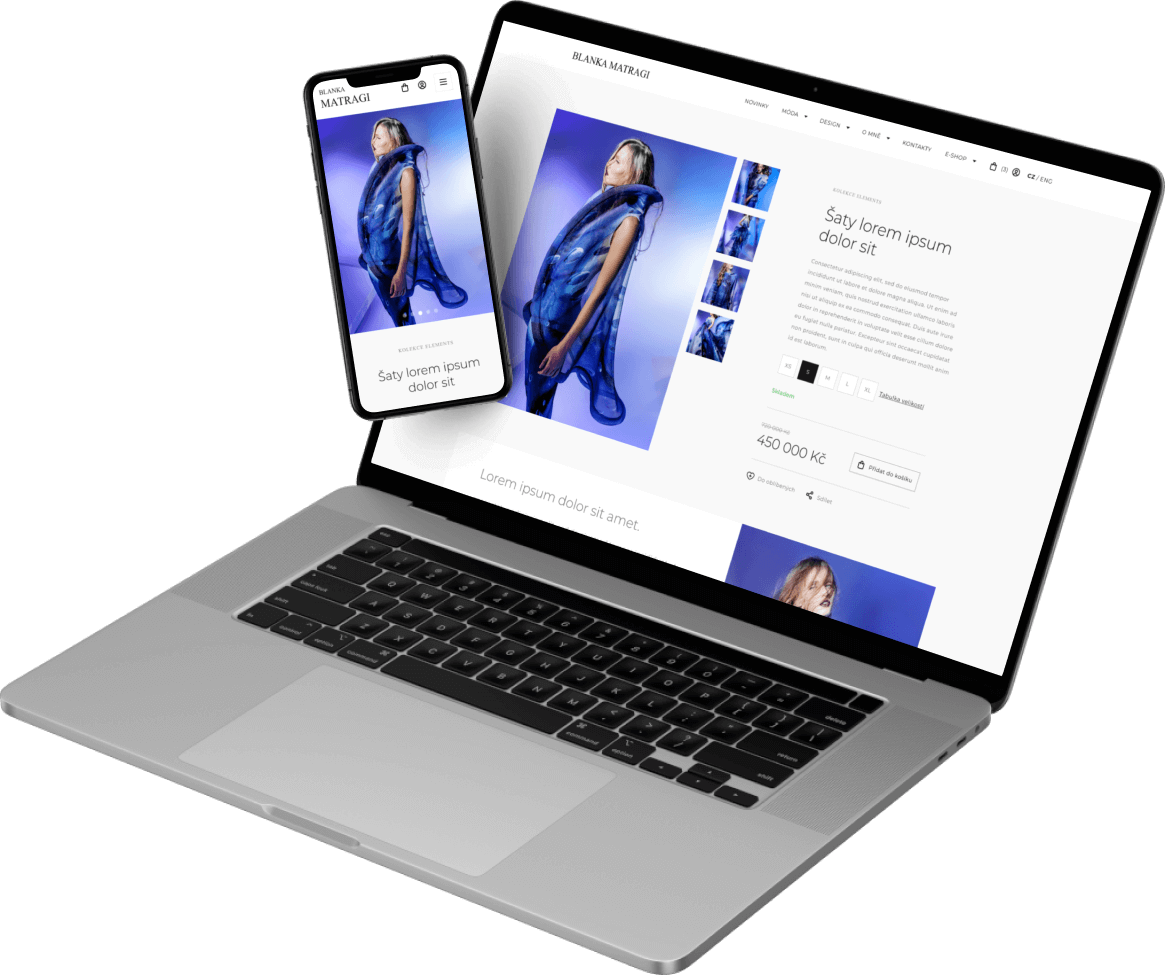 BLANKA
MATRAGI
KOLEKCE ELEMENTS
Šaty lorem ipsum
dolor sit
BLANKA MATRAGI
NOVINKY
MÓDA
DESIGN
O MNĚ
KONTAKTY
E-SHOP
(3)
CZ / ENG
KOLEKCE ELEMENTS
Šaty lorem ipsum
dolor sit
Consectetur adipiscing elit, sed do eiusmod tempor
incididunt ut labore et dolore magna aliqua. Ut enim ad
minim veniam, quis nostrud exercitation ullamco laboris
nisi ut aliquip ex ea commodo consequat. Duis aute irure
dolor in reprehenderit in voluptate velit esse cillum dolore
eu fugiat nulla pariatur. Excepteur sint occaecat cupidatat
non proident, sunt in culpa qui officia deserunt mollit anim
id est laborum.
XS
S
M
L
XL
Tabulka velikostí
Skladem
450 000 Kč
Přidat do košíku
Do oblíbených
Sdílet
Lorem ipsum dolor sit amet.
esc
Q W E R T Y U I O P
A S D F G H J K L
Z X C V B N M
delete
return
shift
control
option
command
command
option